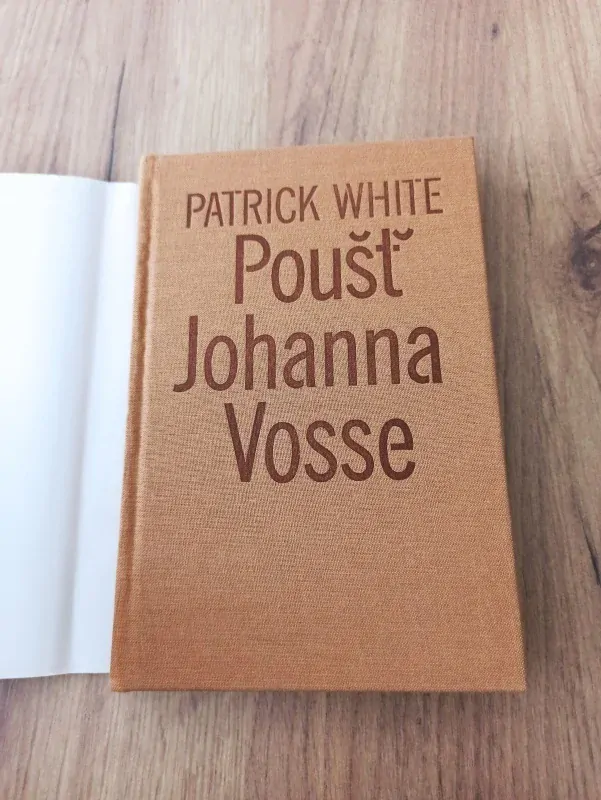 PATRICK WHITE
Poušť
Johanna
Vosse